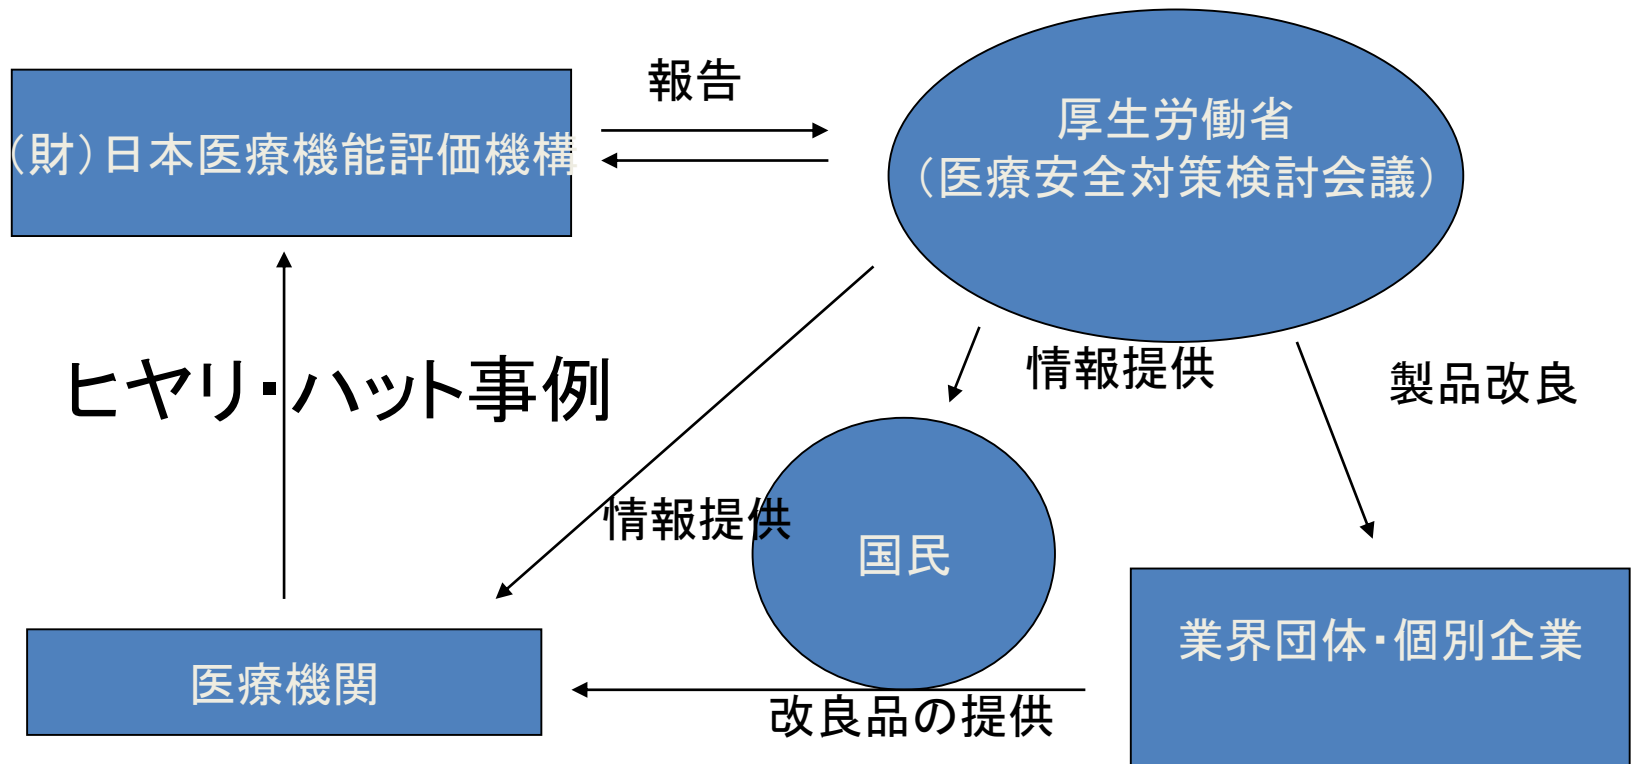 報告
(財)日本医療機能評価機構
厚生労働省
(医療安全対策検討会議)
ヒヤリ・ハット事例
情報提供
製品改良
情報提供
国民
業界団体・個別企業
医療機関
改良品の提供